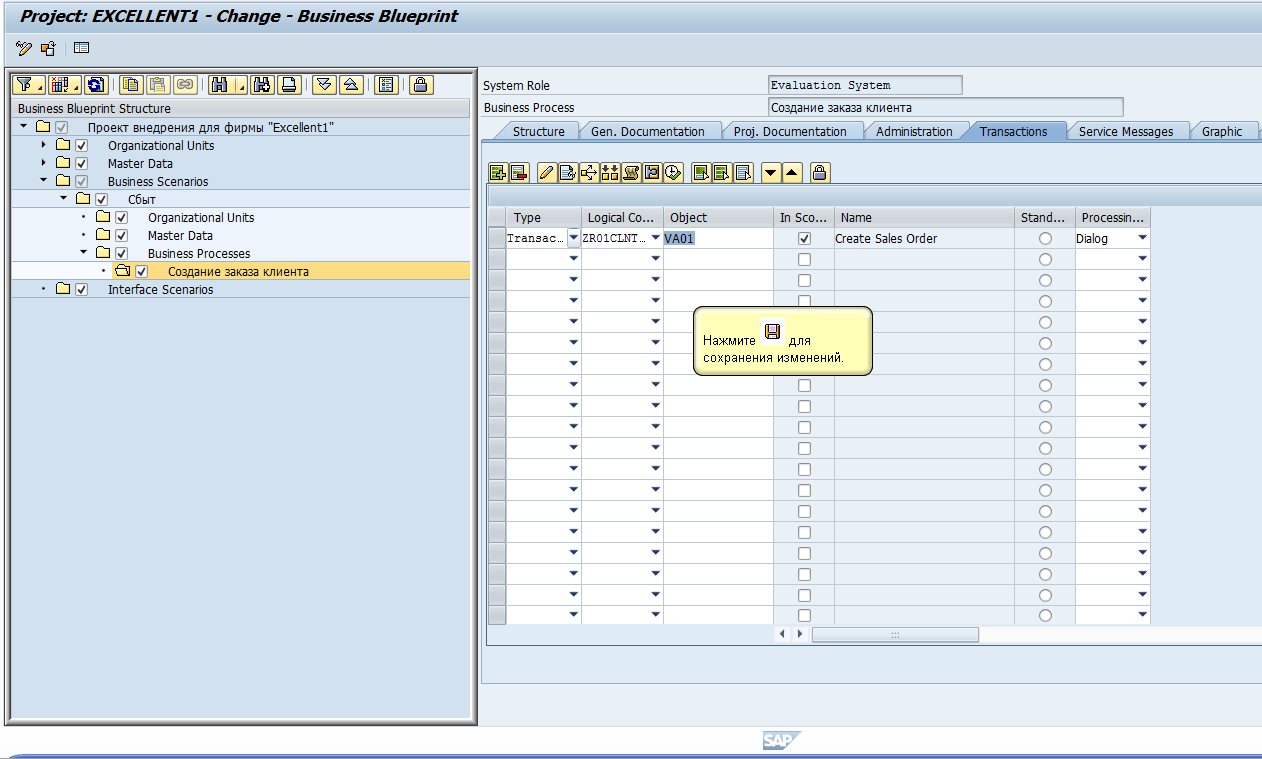 Project: EXCELLENT1 - Change - Business Blueprint
Business Blueprint Structure
Проект внедрения для фирмы "Excellent1"
Organizational Units
Master Data
Business Scenarios
Сбыт
Organizational Units
Master Data
Business Processes
Создание заказа клиента
Interface Scenarios
System Role Evaluation System
Business Process Создание заказа клиента
Structure Gen. Documentation Proj. Documentation Administration Transactions Service Messages Graphic
Type Logical Co... Object In Sco... Name Stand... Processin...
Transac... ZR01CLNT... VA01 Create Sales Order Dialog
Нажмите для
сохранения изменений.
SAP